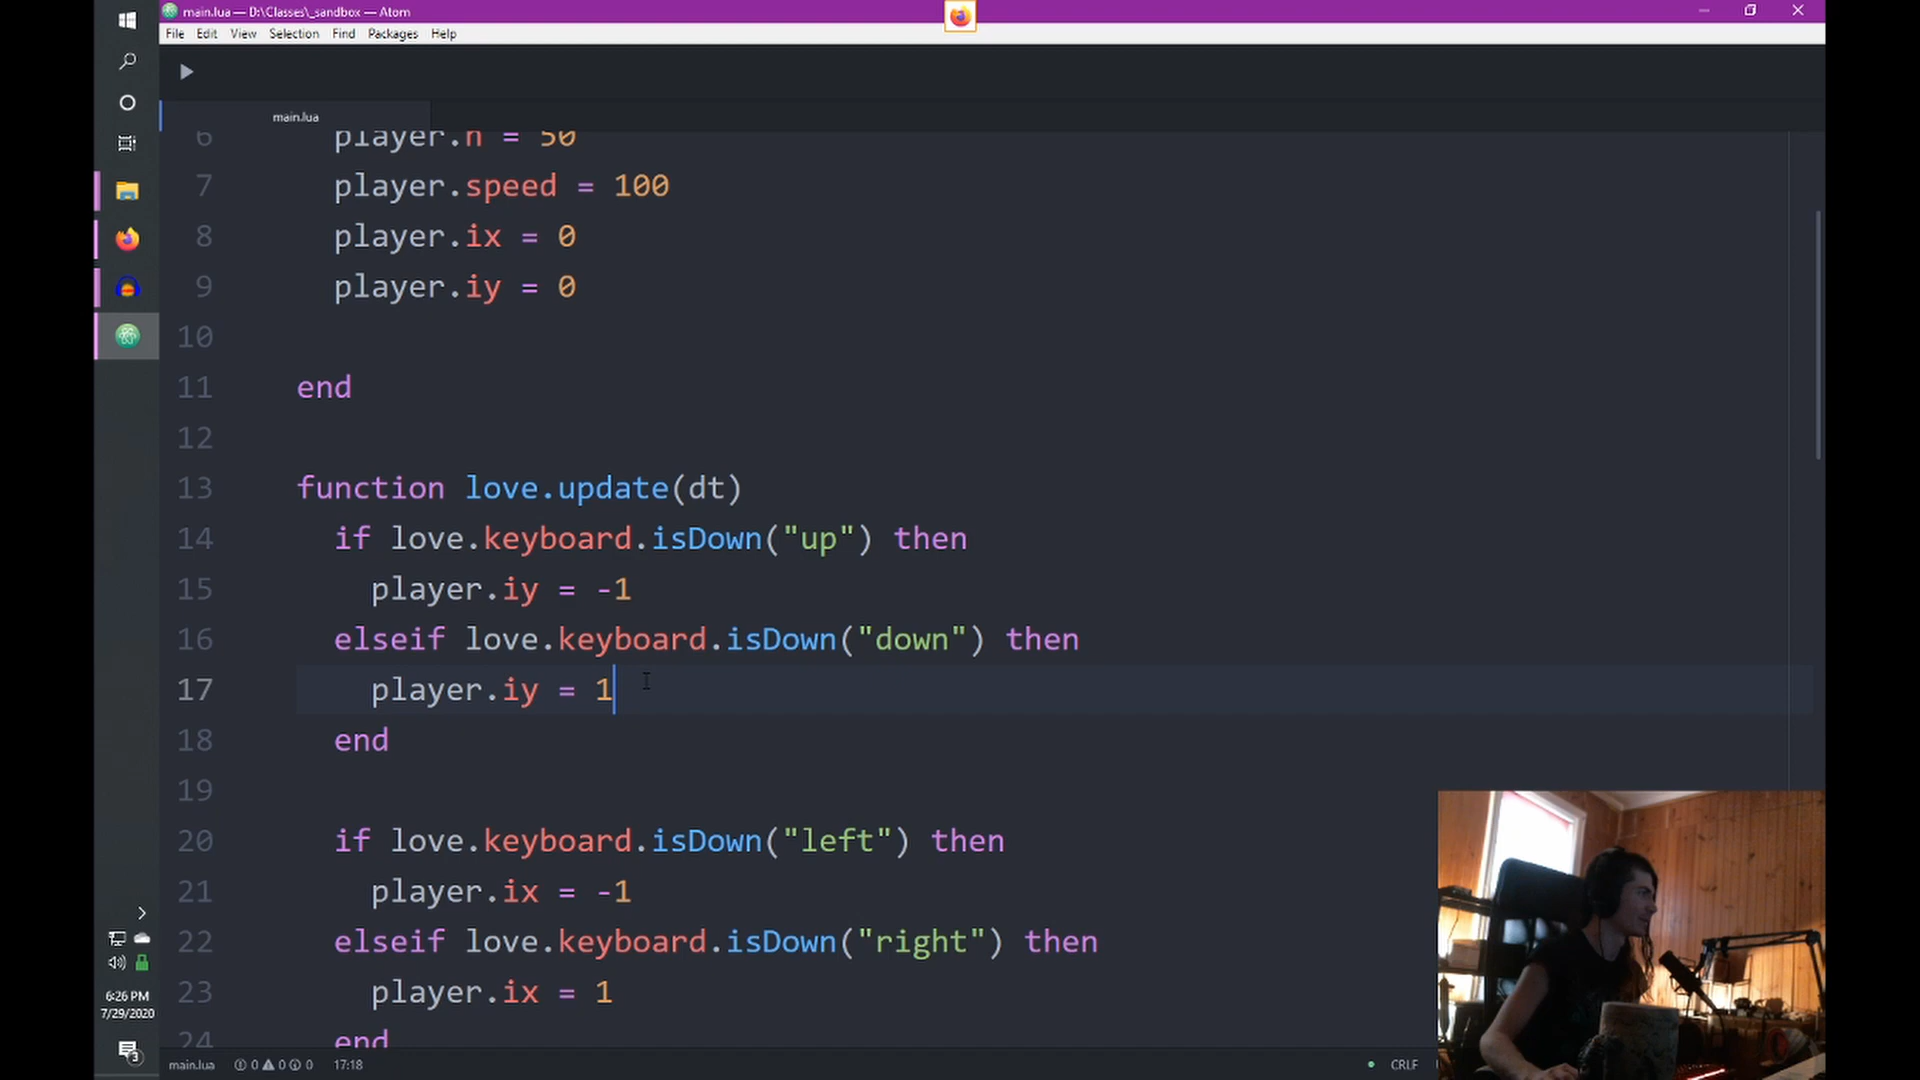 main.lua — D:\Classes\_sandbox — Atom
File Edit View Selection Find Packages Help
main.lua
6 player.h = 50
7 player.speed = 100
8 player.ix = 0
9 player.iy = 0
10
11 end
12
13 function love.update(dt)
14 if love.keyboard.isDown("up") then
15 player.iy = -1
16 elseif love.keyboard.isDown("down") then
17 player.iy = 1
18 end
19
20 if love.keyboard.isDown("left") then
21 player.ix = -1
22 elseif love.keyboard.isDown("right") then
23 player.ix = 1
24 end
6:26 PM
7/29/2020
3
main.lua 0 0 0 17:18 CRLF